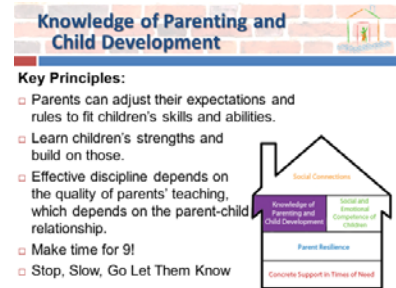 Knowledge of Parenting and
Child Development
Key Principles:
Parents can adjust their expectations and
rules to fit children's skills and abilities.
Learn children's strengths and
build on those.
Effective discipline depends on
the quality of parents' teaching,
which depends on the parent-child
relationship.
Make time for 9!
Stop, Slow, Go Let Them Know
Social Connections
Knowledge of
Parenting and
Child Development
Social and
Emotional
Competence of
Children
Parent Resilience
Concrete Support in Times of Need